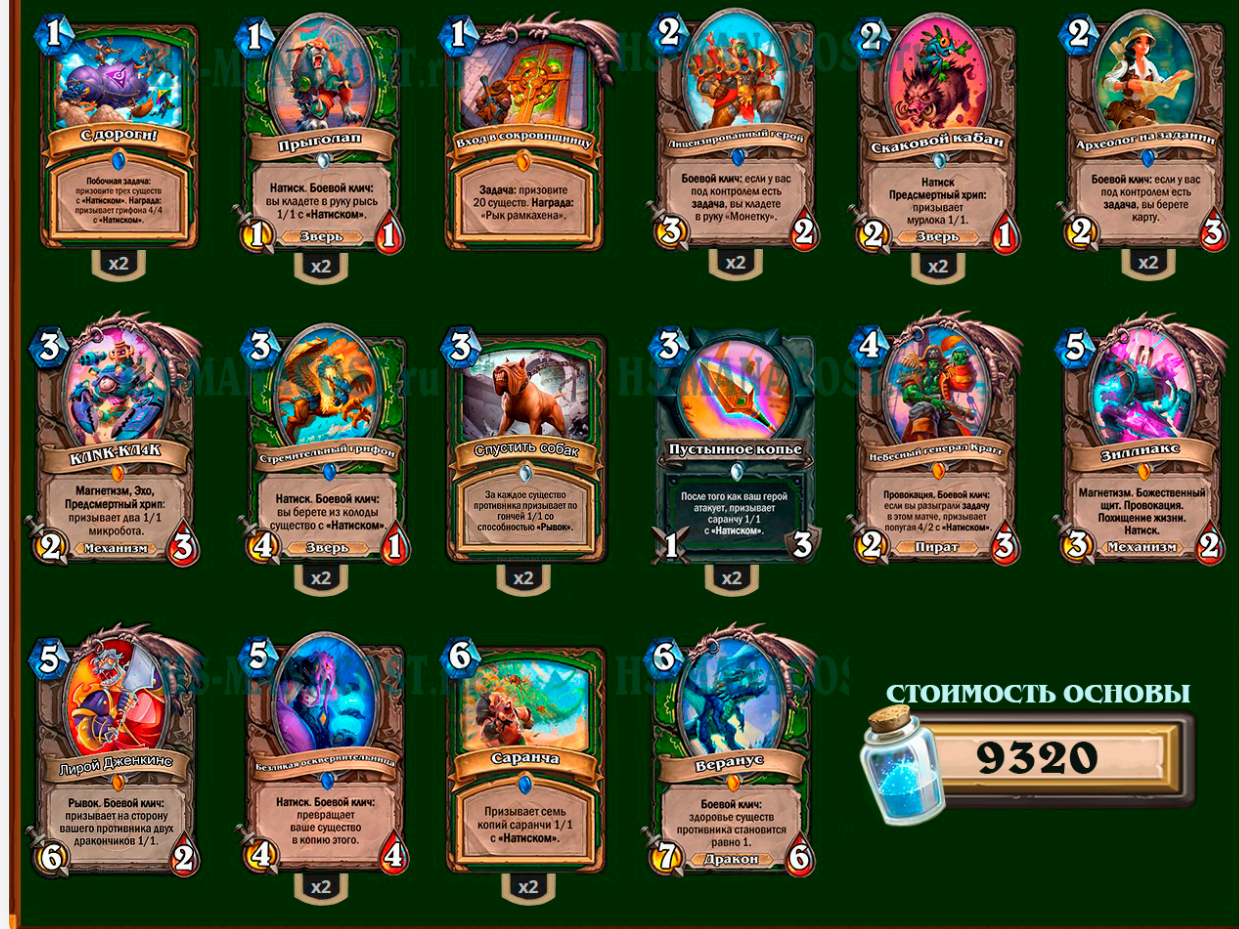 1
С дороги!
Побочная задача:
призовите трех существ
с «Натиском». Награда:
призывает грифона 4/4
с «Натиском».
x2
1
Прыголап
Натиск. Боевой клич:
вы кладете в руку рысь
1/1 с «Натиском».
1
Зверь
1
x2
1
Вход в сокровищницу
Задача: призовите
20 существ. Награда:
«Рык рамкахена».
2
Лицензированный герой
Боевой клич: если у вас
под контролем есть
задача, вы кладете
в руку «Монетку».
3
2
x2
2
Скаковой кабан
Натиск
Предсмертный хрип:
призывает
мурлока 1/1.
2
Зверь
1
x2
2
Археолог на задании
Боевой клич: если у вас
под контролем есть
задача, вы берете
карту.
2
3
x2
3
КЛNК-КЛ4К
Магнетизм, Эхо,
Предсмертный хрип:
призывает два 1/1
микробота.
2
Механизм
3
3
Стремительный грифон
Натиск. Боевой клич:
вы берете из колоды
существо с «Натиском».
4
Зверь
1
x2
3
Спустить собак
За каждое существо
противника призывает по
гончей 1/1 со
способностью «Рывок».
x2
3
Пустынное копье
После того как ваш герой
атакует, призывает
саранчу 1/1
с «Натиском».
1
3
x2
4
Небесный генерал Крагг
Провокация. Боевой клич:
если вы разыграли задачу
в этом матче, призывает
попугая 4/2 с «Натиском».
2
Пират
3
5
Зиллиакс
Магнетизм. Божественный
щит. Провокация.
Похищение жизни.
Натиск.
3
Механизм
2
5
Лирой Дженкинс
Рывок. Боевой клич:
призывает на сторону
вашего противника двух
дракончиков 1/1.
6
2
5
Безликая осквернительница
Натиск. Боевой клич:
превращает
ваше существо
в копию этого.
4
4
x2
6
Саранча
Призывает семь
копий саранчи 1/1
с «Натиском».
x2
6
Веранус
Боевой клич:
здоровье существ
противника становится
равно 1.
7
Дракон
6
СТОИМОСТЬ ОСНОВЫ
9320
HS-MANACOST.ru